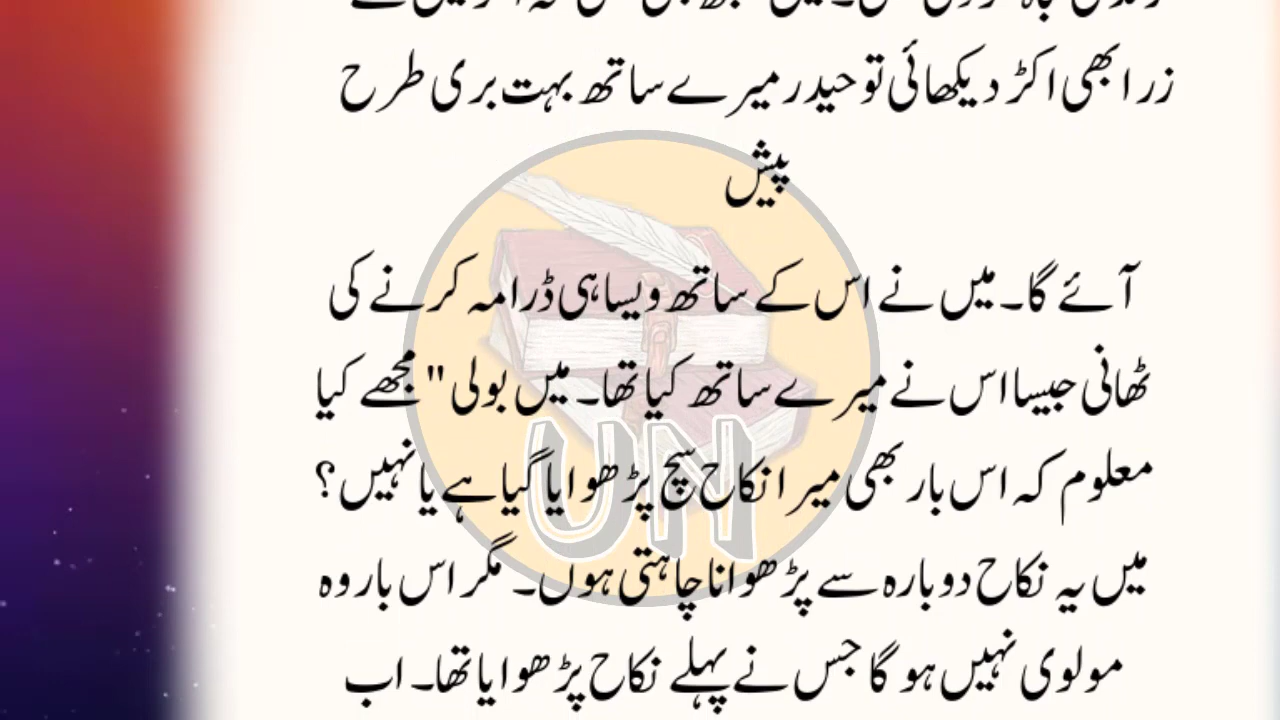 زرا بھی اکڑ دیکھائی تو حیدر میرے ساتھ بہت بری طرح
پیش
آئے گا۔ میں نے اس کے ساتھ ویسا ہی ڈرامہ کرنے کی
ٹھانی جیسا اس نے میرے ساتھ کیا تھا۔ میں بولی " مجھے کیا
معلوم کہ اس بار بھی میرا نکاح سچ پڑھوایا گیا ہے یا نہیں؟
میں یہ نکاح دوبارہ سے پڑھوانا چاہتی ہوں۔ مگر اس بار وہ
مولوی نہیں ہو گا جس نے پہلے نکاح پڑھوایا تھا۔ اب
UN